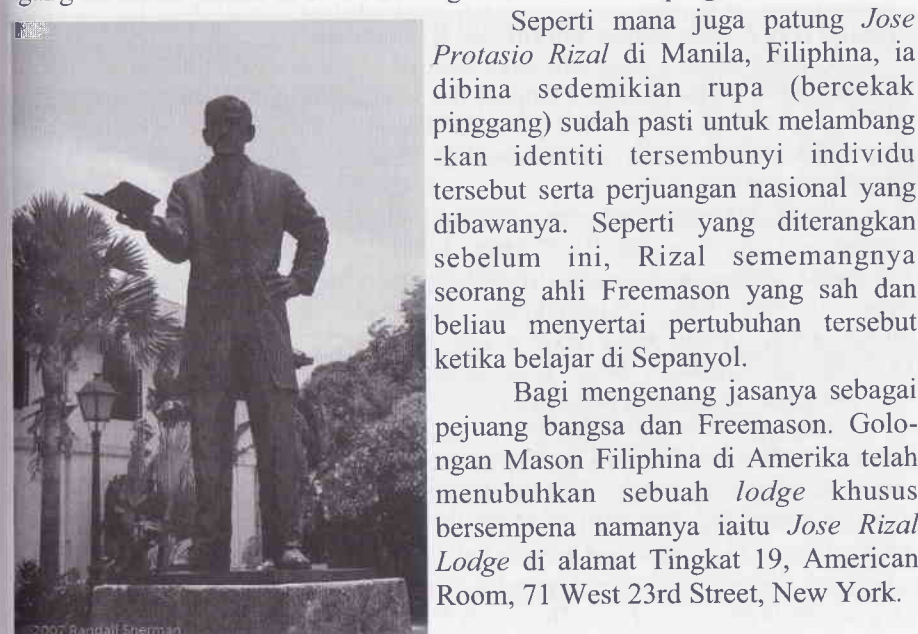 Seperti mana juga patung Jose
Protasio Rizal di Manila, Filiphina, ia
dibina sedemikian rupa (bercekak
pinggang) sudah pasti untuk melambang
-kan identiti tersembunyi individu
tersebut serta perjuangan nasional yang
dibawanya. Seperti yang diterangkan
sebelum ini, Rizal sememangnya
seorang ahli Freemason yang sah dan
beliau menyertai pertubuhan tersebut
ketika belajar di Sepanyol.
Bagi mengenang jasanya sebagai
pejuang bangsa dan Freemason. Golo-
ngan Mason Filiphina di Amerika telah
menubuhkan sebuah lodge khusus
bersempena namanya iaitu Jose Rizal
Lodge di alamat Tingkat 19, American
Room, 71 West 23rd Street, New York.
2007 Randall Sherman